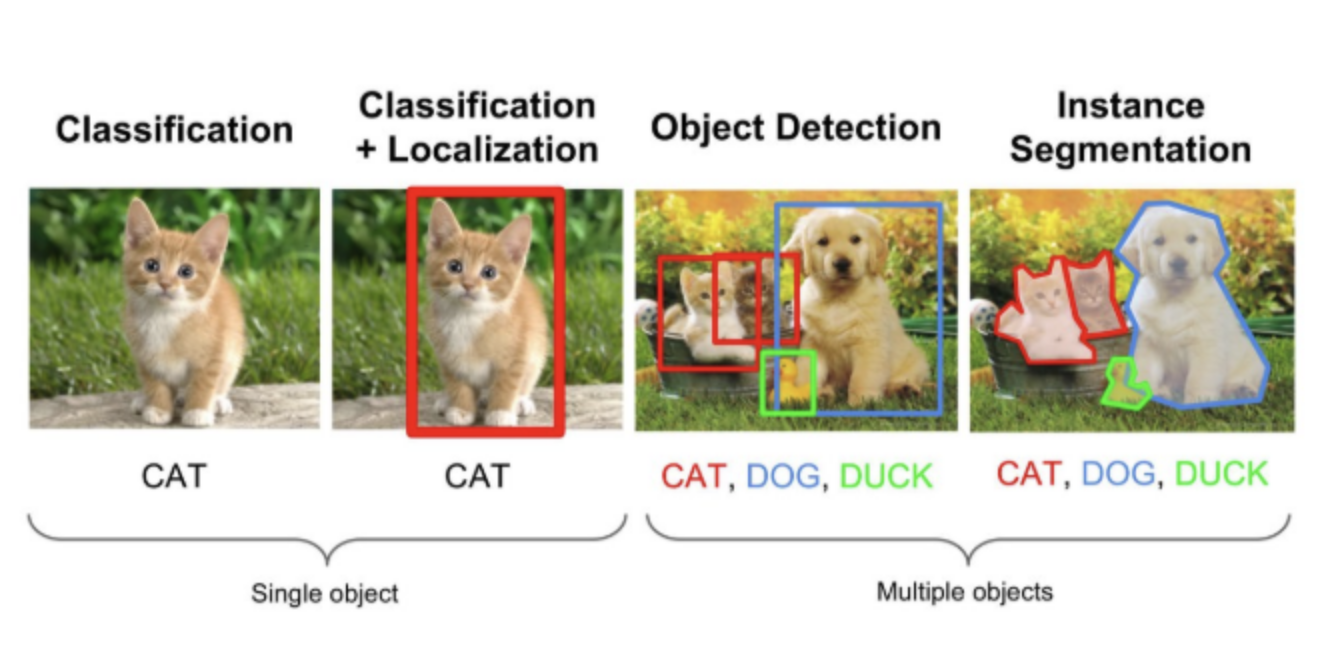 Classification
Classification
+ Localization
Object Detection
Instance
Segmentation
CAT
CAT
CAT, DOG, DUCK
CAT, DOG, DUCK
Single object
Multiple objects